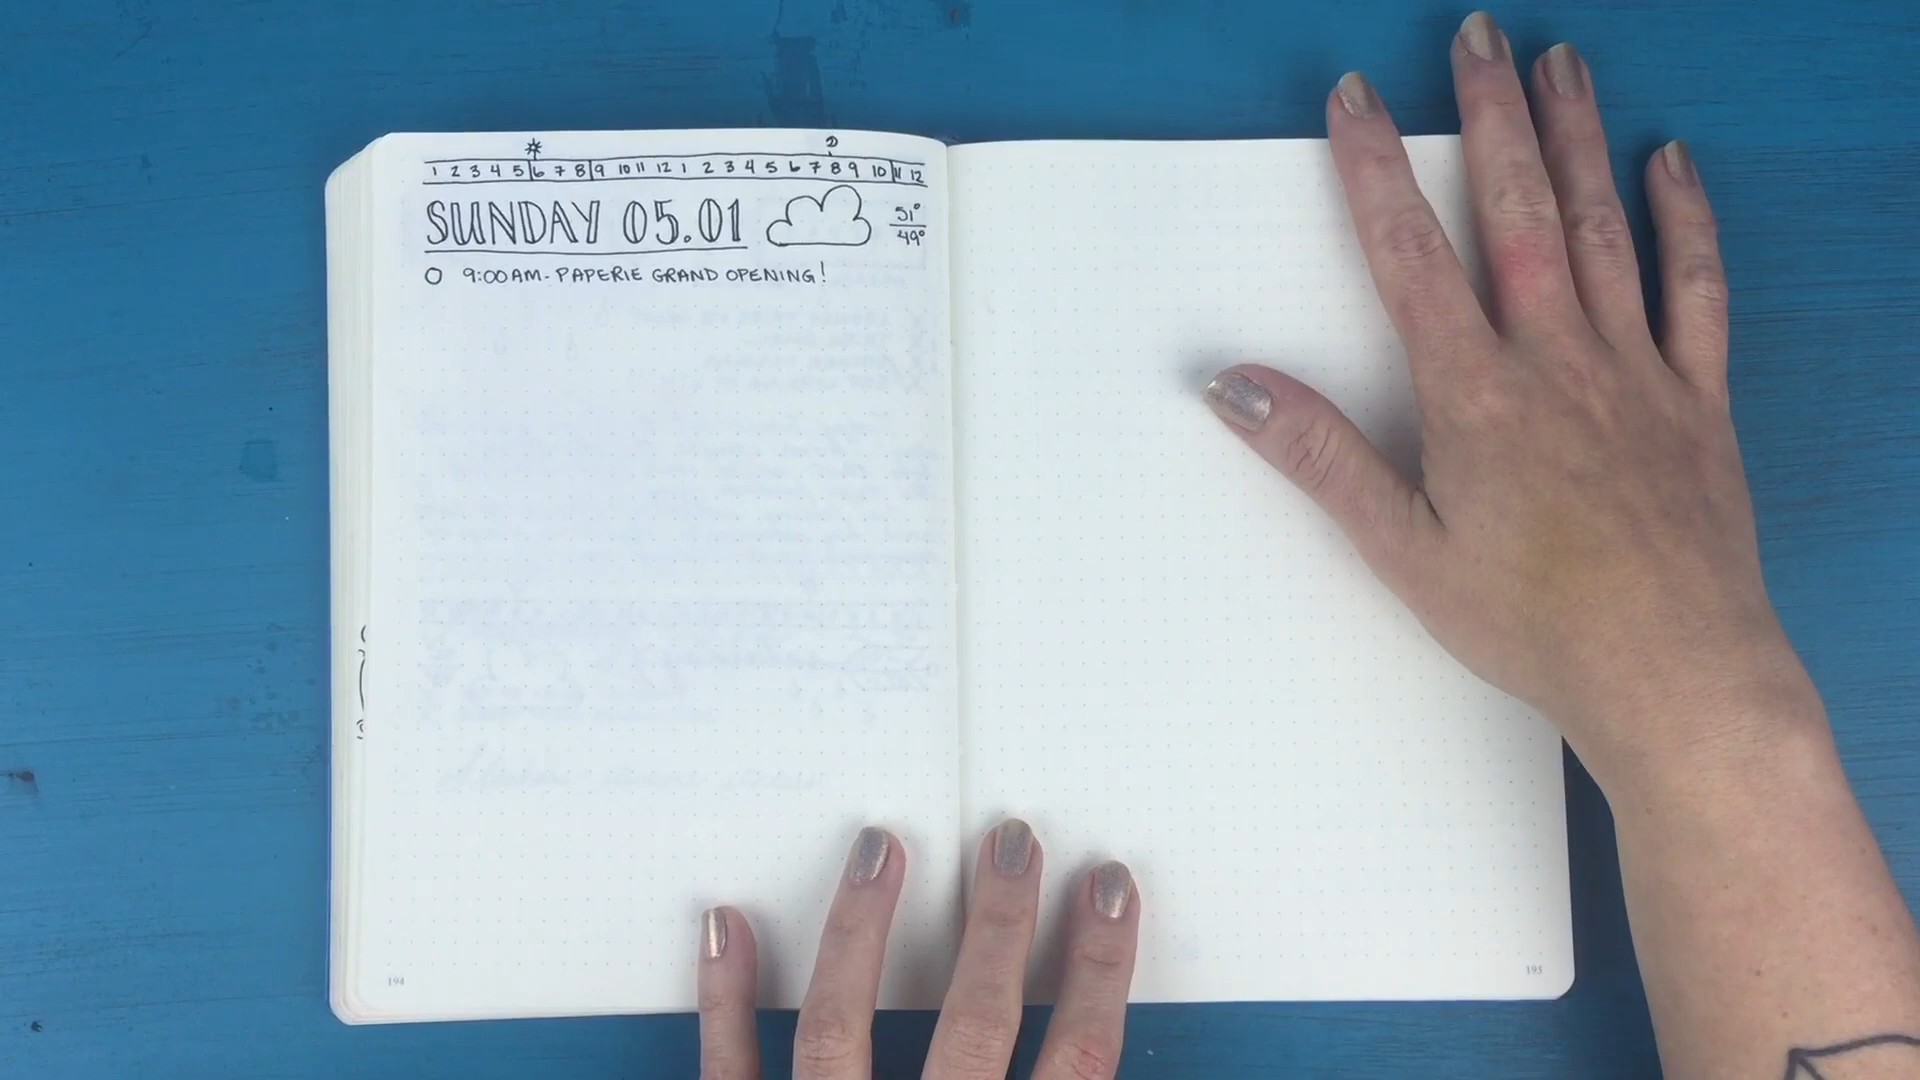 1 2 3 4 5 6 7 8 9 10 11 12 1 2 3 4 5 6 7 8 9 10 11 12
SUNDAY 05.01
51°
49°
9:00AM- PAPERIE GRAND OPENING!
194
195